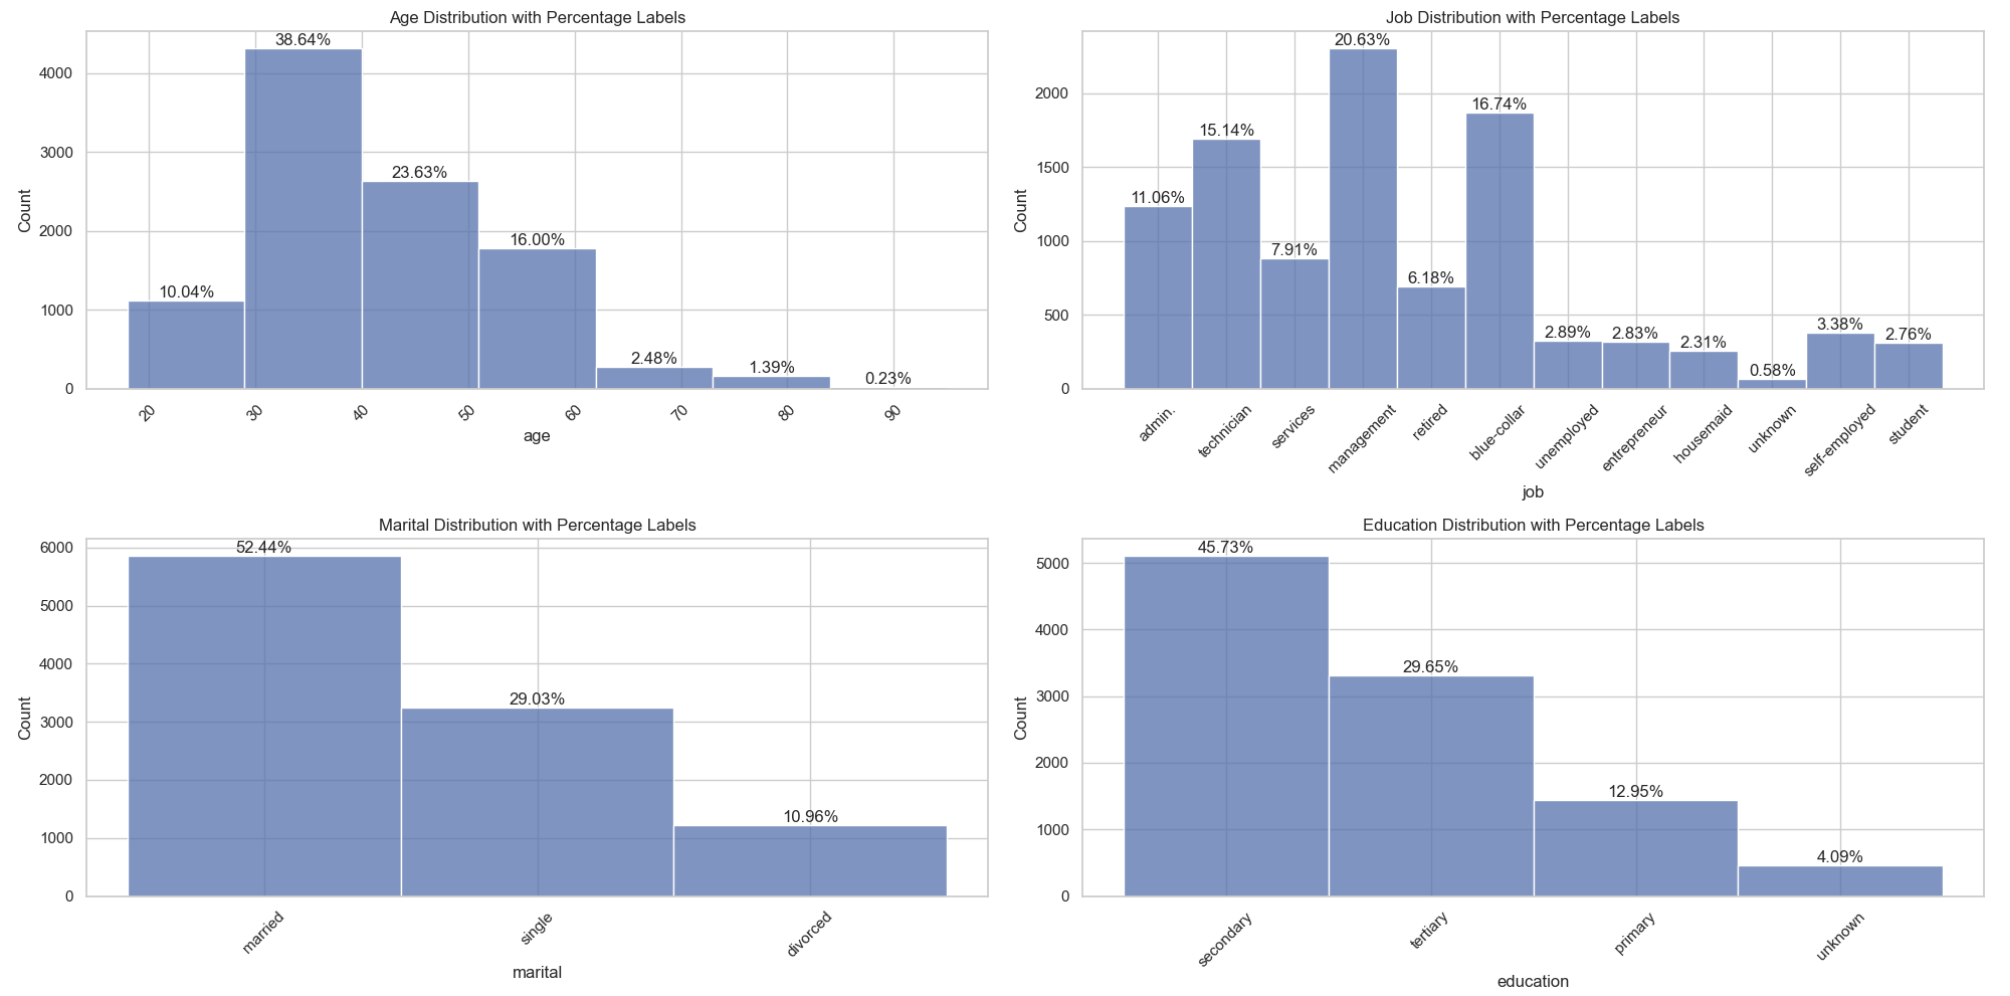 Age Distribution with Percentage Labels
Count
4000
3000
2000
1000
0
10.04%
38.64%
23.63%
16.00%
2.48%
1.39%
0.23%
20
30
40
50
60
70
80
90
age
Job Distribution with Percentage Labels
Count
2000
1500
1000
500
0
11.06%
15.14%
7.91%
20.63%
6.18%
16.74%
2.89%
2.83%
2.31%
0.58%
3.38%
2.76%
admin.
technician
services
management
retired
blue-collar
unemployed
entrepreneur
housemaid
unknown
self-employed
student
job
Marital Distribution with Percentage Labels
Count
6000
5000
4000
3000
2000
1000
0
52.44%
29.03%
10.96%
married
single
divorced
marital
Education Distribution with Percentage Labels
Count
5000
4000
3000
2000
1000
0
45.73%
29.65%
12.95%
4.09%
secondary
tertiary
primary
unknown
education